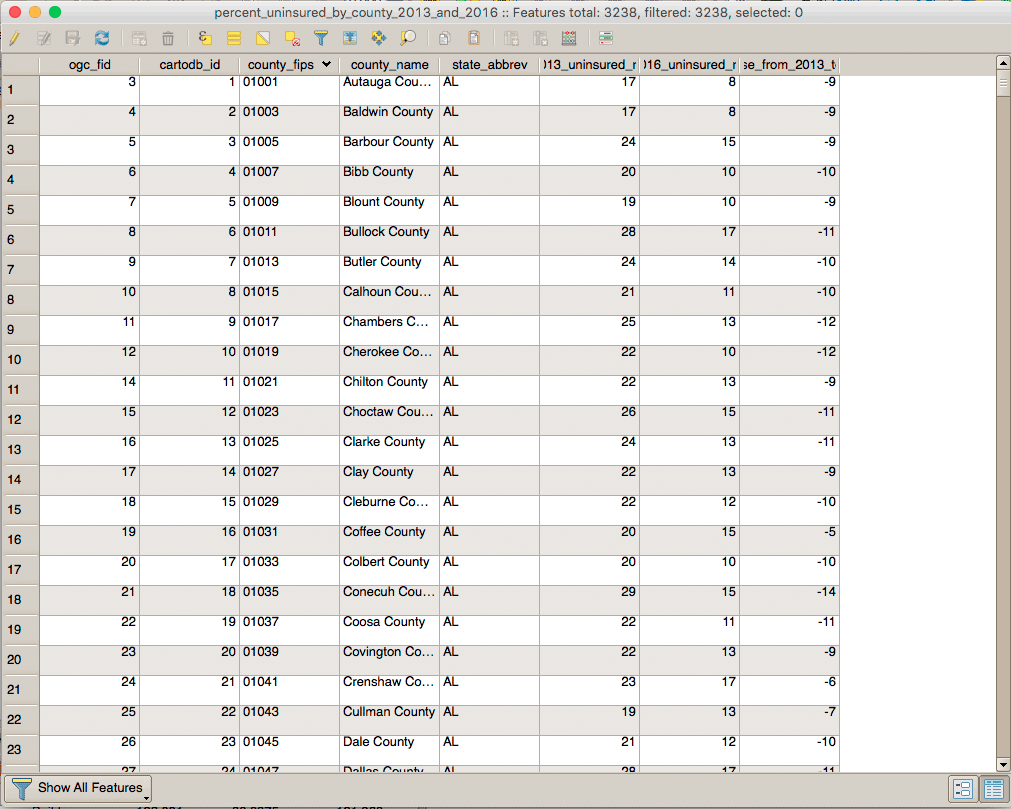 percent_uninsured_by_county_2013_and_2016 :: Features total: 3238, filtered: 3238, selected: 0
ogc_fid cartodb_id county_fips county_name state_abbrev )13_uninsured_r )16_uninsured_r se_from_2013_t
1 3 1 01001 Autauga Cou... AL 17 8 -9
2 4 2 01003 Baldwin County AL 17 8 -9
3 5 3 01005 Barbour County AL 24 15 -9
4 6 4 01007 Bibb County AL 20 10 -10
5 7 5 01009 Blount County AL 19 10 -9
6 8 6 01011 Bullock County AL 28 17 -11
7 9 7 01013 Butler County AL 24 14 -10
8 10 8 01015 Calhoun Cou... AL 21 11 -10
9 11 9 01017 Chambers C... AL 25 13 -12
10 12 10 01019 Cherokee Co... AL 22 10 -12
11 14 11 01021 Chilton County AL 22 13 -9
12 15 12 01023 Choctaw Cou... AL 26 15 -11
13 16 13 01025 Clarke County AL 24 13 -11
14 17 14 01027 Clay County AL 22 13 -9
15 18 15 01029 Cleburne Co... AL 22 12 -10
16 19 16 01031 Coffee County AL 20 15 -5
17 20 17 01033 Colbert County AL 20 10 -10
18 21 18 01035 Conecuh Cou... AL 29 15 -14
19 22 19 01037 Coosa County AL 22 11 -11
20 23 20 01039 Covington Co... AL 22 13 -9
21 24 21 01041 Crenshaw Co... AL 23 17 -6
22 25 22 01043 Cullman County AL 19 13 -7
23 26 23 01045 Dale County AL 21 12 -10
27 24 01047 Dallas County AL 28 17 -11
Show All Features